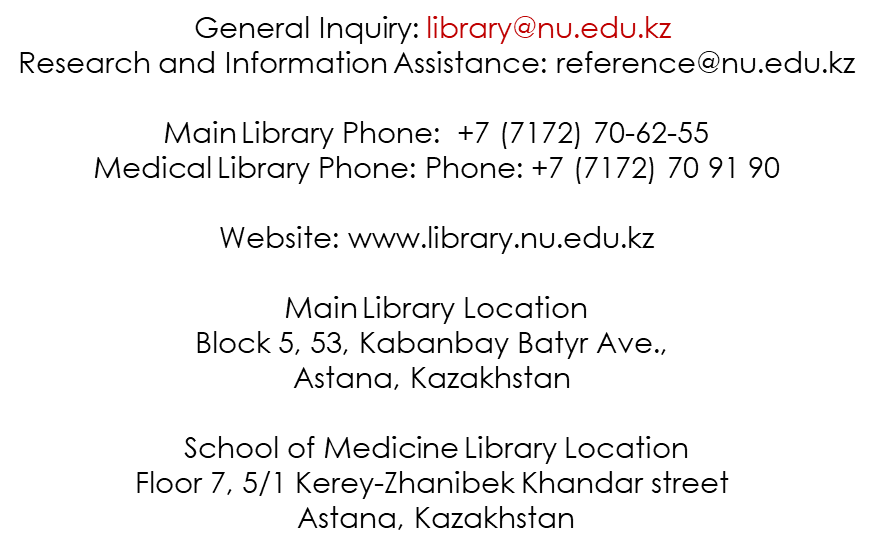 General Inquiry: library@nu.edu.kz
Research and Information Assistance: reference@nu.edu.kz
Main Library Phone: +7 (7172) 70-62-55
Medical Library Phone: Phone: +7 (7172) 70 91 90
Website: www.library.nu.edu.kz
Main Library Location
Block 5, 53, Kabanbay Batyr Ave.,
Astana, Kazakhstan
School of Medicine Library Location
Floor 7, 5/1 Kerey-Zhanibek Khandar street
Astana, Kazakhstan